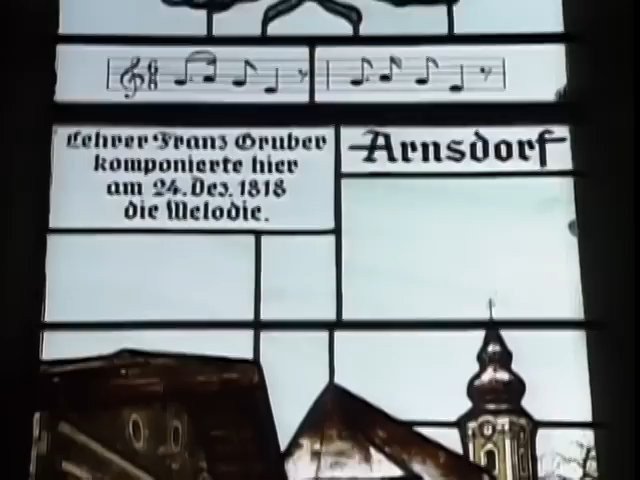 Lehrer Franz Gruber
komponierte hier
am 24. Dez. 1818
die Melodie.
Arnsdorf